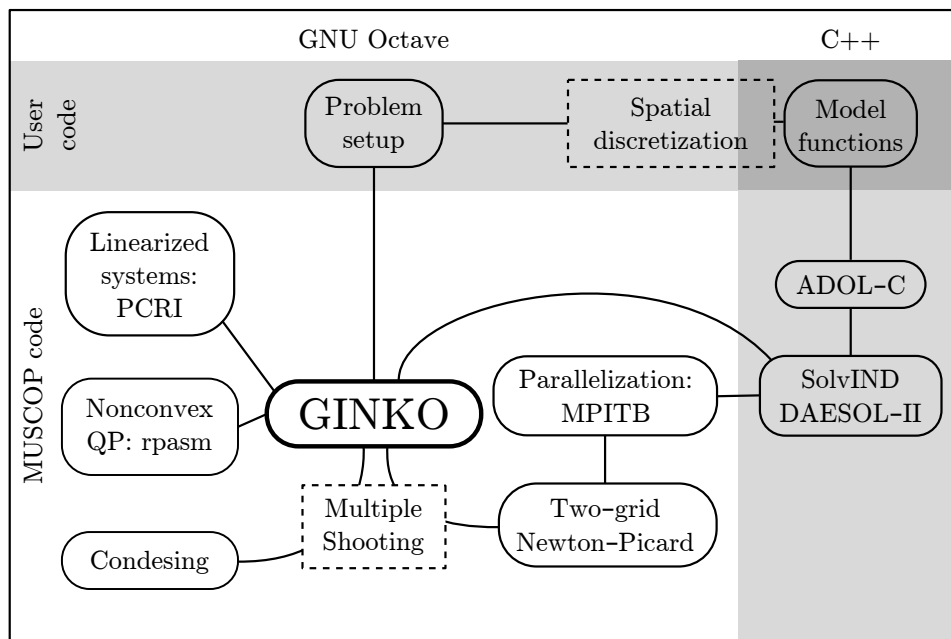 GNU Octave
C++
User
code
Problem
setup
Spatial
discretization
Model
functions
MUSCOP code
Linearized
systems:
PCRI
ADOL-C
Nonconvex
QP: rpasm
GINKO
Parallelization:
MPITB
SolvIND
DAESOL-II
Multiple
Shooting
Two-grid
Newton-Picard
Condesing